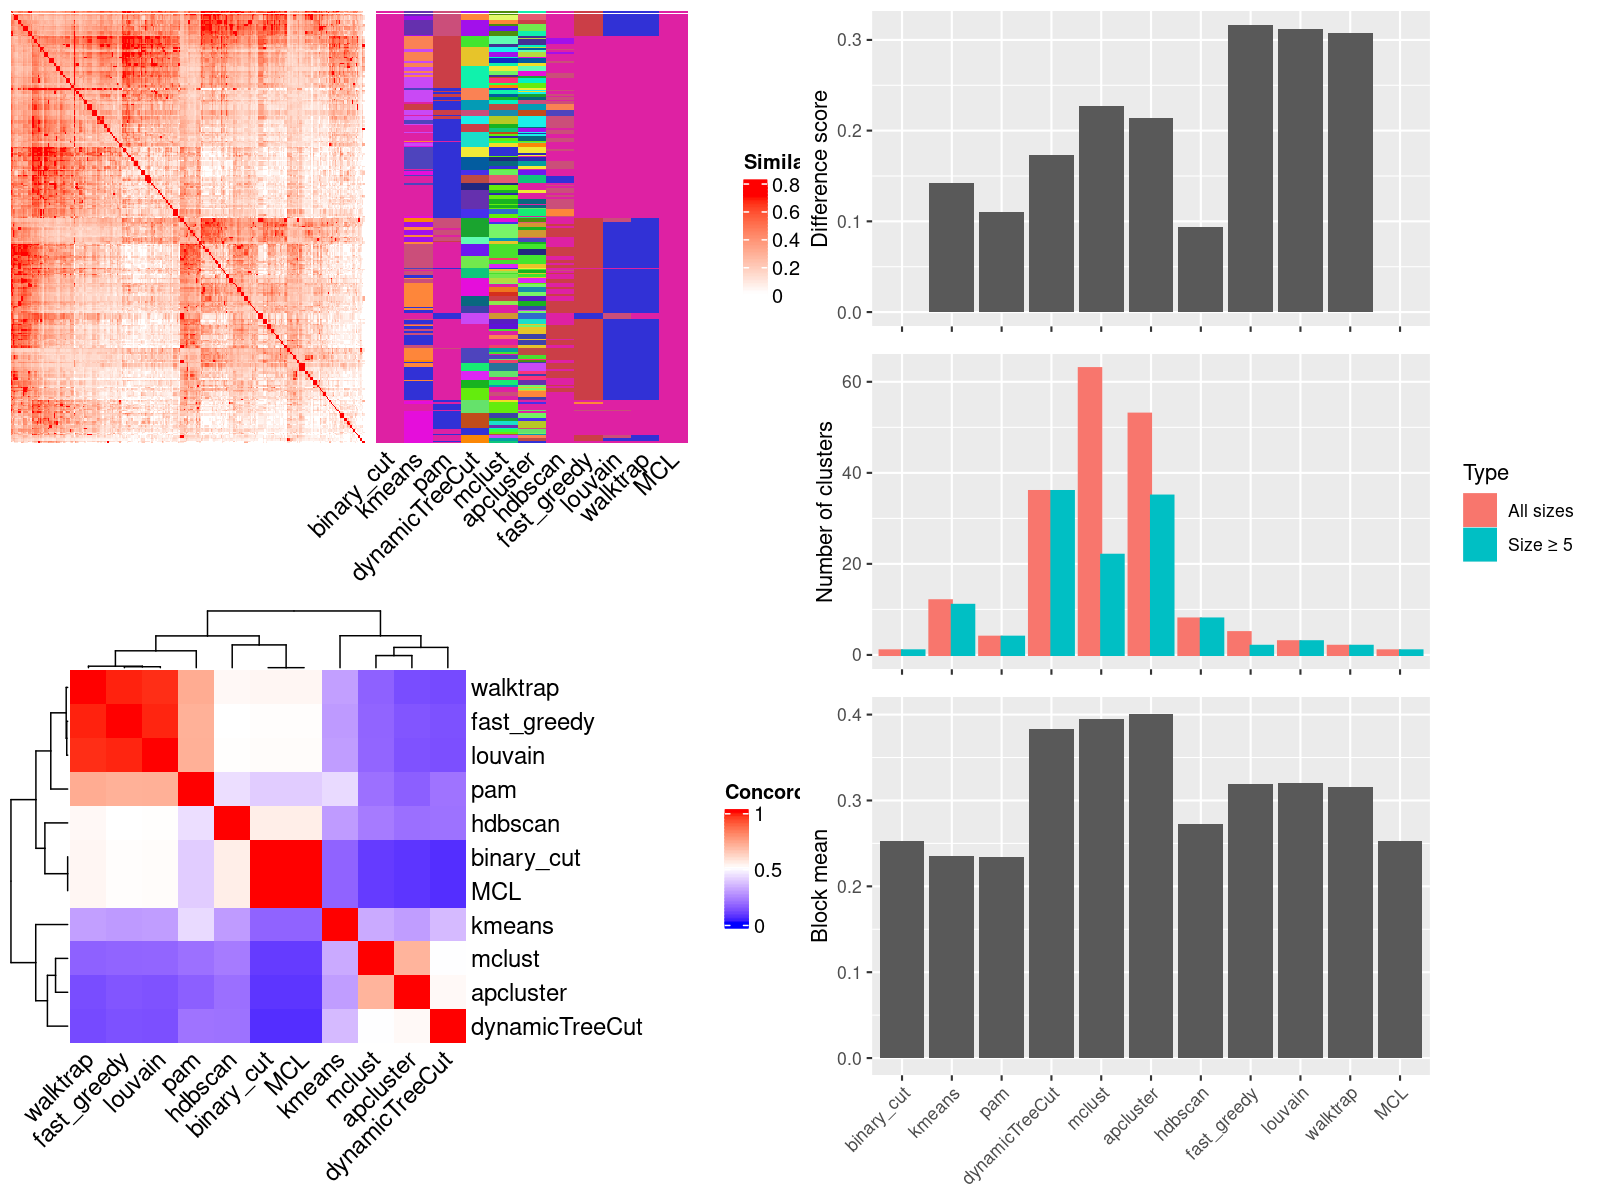 Simila
0.8
0.6
0.4
0.2
0
binary_cut
kmeans
pam
dynamicTreeCut
mclust
apcluster
hdbscan
fast_greedy
louvain
walktrap
MCL
walktrap
fast_greedy
louvain
pam
hdbscan
binary_cut
MCL
kmeans
mclust
apcluster
dynamicTreeCut
walktrap
fast_greedy
louvain
pam
hdbscan
binary_cut
MCL
kmeans
mclust
apcluster
dynamicTreeCut
Concorc
1
0.5
0
Difference score
0.3
0.2
0.1
0.0
Number of clusters
60
40
20
0
Type
All sizes
Size ≥ 5
Block mean
0.4
0.3
0.2
0.1
0.0
binary_cut
kmeans
pam
dynamicTreeCut
mclust
apcluster
hdbscan
fast_greedy
louvain
walktrap
MCL